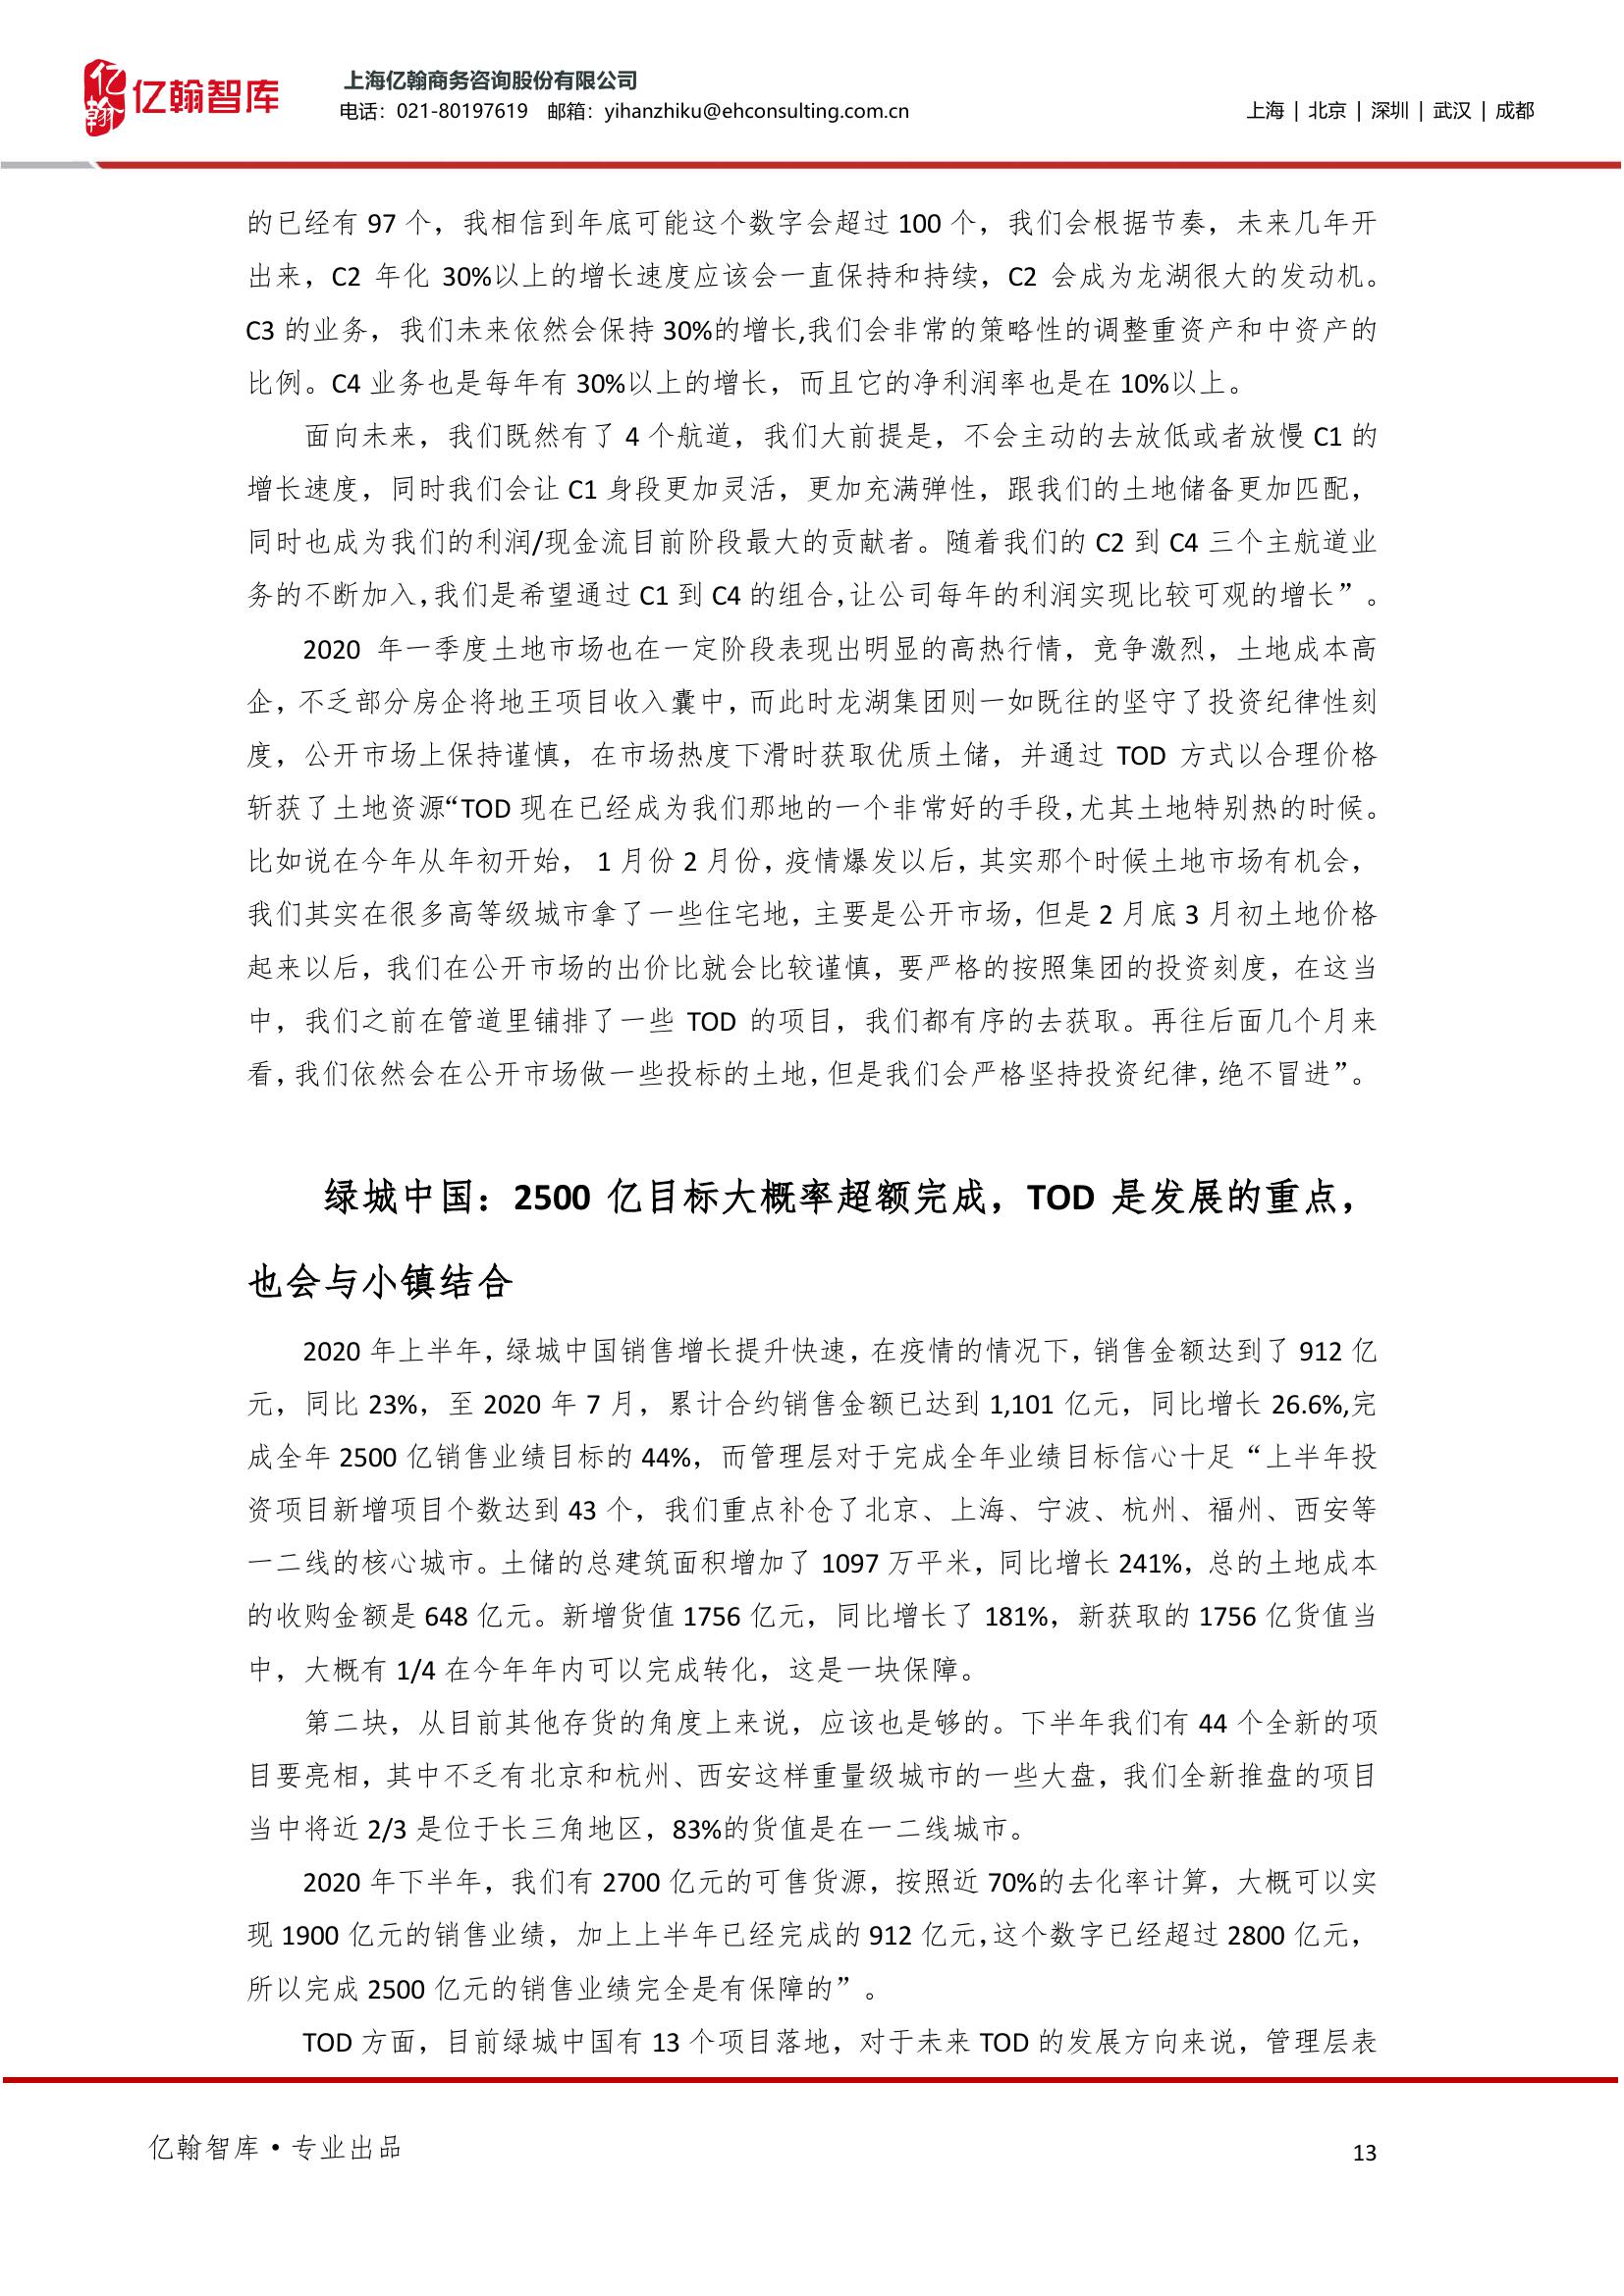 亿翰
亿翰智库
上海亿翰商务咨询股份有限公司
电话：021-80197619 邮箱：yihanzhiku@ehconsulting.com.cn
上海 | 北京 | 深圳 | 武汉 | 成都
的已经有 97 个，我相信到年底可能这个数字会超过 100 个，我们会根据节奏，未来几年开
出来，C2 年化 30%以上的增长速度应该会一直保持和持续，C2 会成为龙湖很大的发动机。
C3 的业务，我们未来依然会保持 30%的增长,我们会非常的策略性的调整重资产和中资产的
比例。C4 业务也是每年有 30%以上的增长，而且它的净利润率也是在 10%以上。
面向未来，我们既然有了 4 个航道，我们大前提是，不会主动的去放低或者放慢 C1 的
增长速度，同时我们会让 C1 身段更加灵活，更加充满弹性，跟我们的土地储备更加匹配，
同时也成为我们的利润/现金流目前阶段最大的贡献者。随着我们的 C2 到 C4 三个主航道业
务的不断加入,我们是希望通过 C1 到 C4 的组合,让公司每年的利润实现比较可观的增长”。
2020 年一季度土地市场也在一定阶段表现出明显的高热行情，竞争激烈，土地成本高
企，不乏部分房企将地王项目收入囊中，而此时龙湖集团则一如既往的坚守了投资纪律性刻
度，公开市场上保持谨慎，在市场热度下滑时获取优质土储，并通过 TOD 方式以合理价格
斩获了土地资源“TOD 现在已经成为我们那地的一个非常好的手段,尤其土地特别热的时候。
比如说在今年从年初开始， 1 月份 2 月份，疫情爆发以后，其实那个时候土地市场有机会，
我们其实在很多高等级城市拿了一些住宅地，主要是公开市场，但是 2 月底 3 月初土地价格
起来以后，我们在公开市场的出价比就会比较谨慎，要严格的按照集团的投资刻度，在这当
中，我们之前在管道里铺排了一些 TOD 的项目，我们都有序的去获取。再往后面几个月来
看，我们依然会在公开市场做一些投标的土地，但是我们会严格坚持投资纪律，绝不冒进”。
绿城中国：2500 亿目标大概率超额完成，TOD 是发展的重点，
也会与小镇结合
2020 年上半年，绿城中国销售增长提升快速，在疫情的情况下，销售金额达到了 912 亿
元，同比 23%，至 2020 年 7 月，累计合约销售金额已达到 1,101 亿元，同比增长 26.6%,完
成全年 2500 亿销售业绩目标的 44%，而管理层对于完成全年业绩目标信心十足“上半年投
资项目新增项目个数达到 43 个，我们重点补仓了北京、上海、宁波、杭州、福州、西安等
一二线的核心城市。土储的总建筑面积增加了 1097 万平米，同比增长 241%，总的土地成本
的收购金额是 648 亿元。新增货值 1756 亿元，同比增长了 181%，新获取的 1756 亿货值当
中，大概有 1/4 在今年年内可以完成转化，这是一块保障。
第二块，从目前其他存货的角度上来说，应该也是够的。下半年我们有 44 个全新的项
目要亮相，其中不乏有北京和杭州、西安这样重量级城市的一些大盘，我们全新推盘的项目
当中将近 2/3 是位于长三角地区，83%的货值是在一二线城市。
2020 年下半年，我们有 2700 亿元的可售货源，按照近 70%的去化率计算，大概可以实
现 1900 亿元的销售业绩，加上上半年已经完成的 912 亿元,这个数字已经超过 2800 亿元，
所以完成 2500 亿元的销售业绩完全是有保障的”。
TOD 方面，目前绿城中国有 13 个项目落地，对于未来 TOD 的发展方向来说，管理层表
亿翰智库·专业出品
13